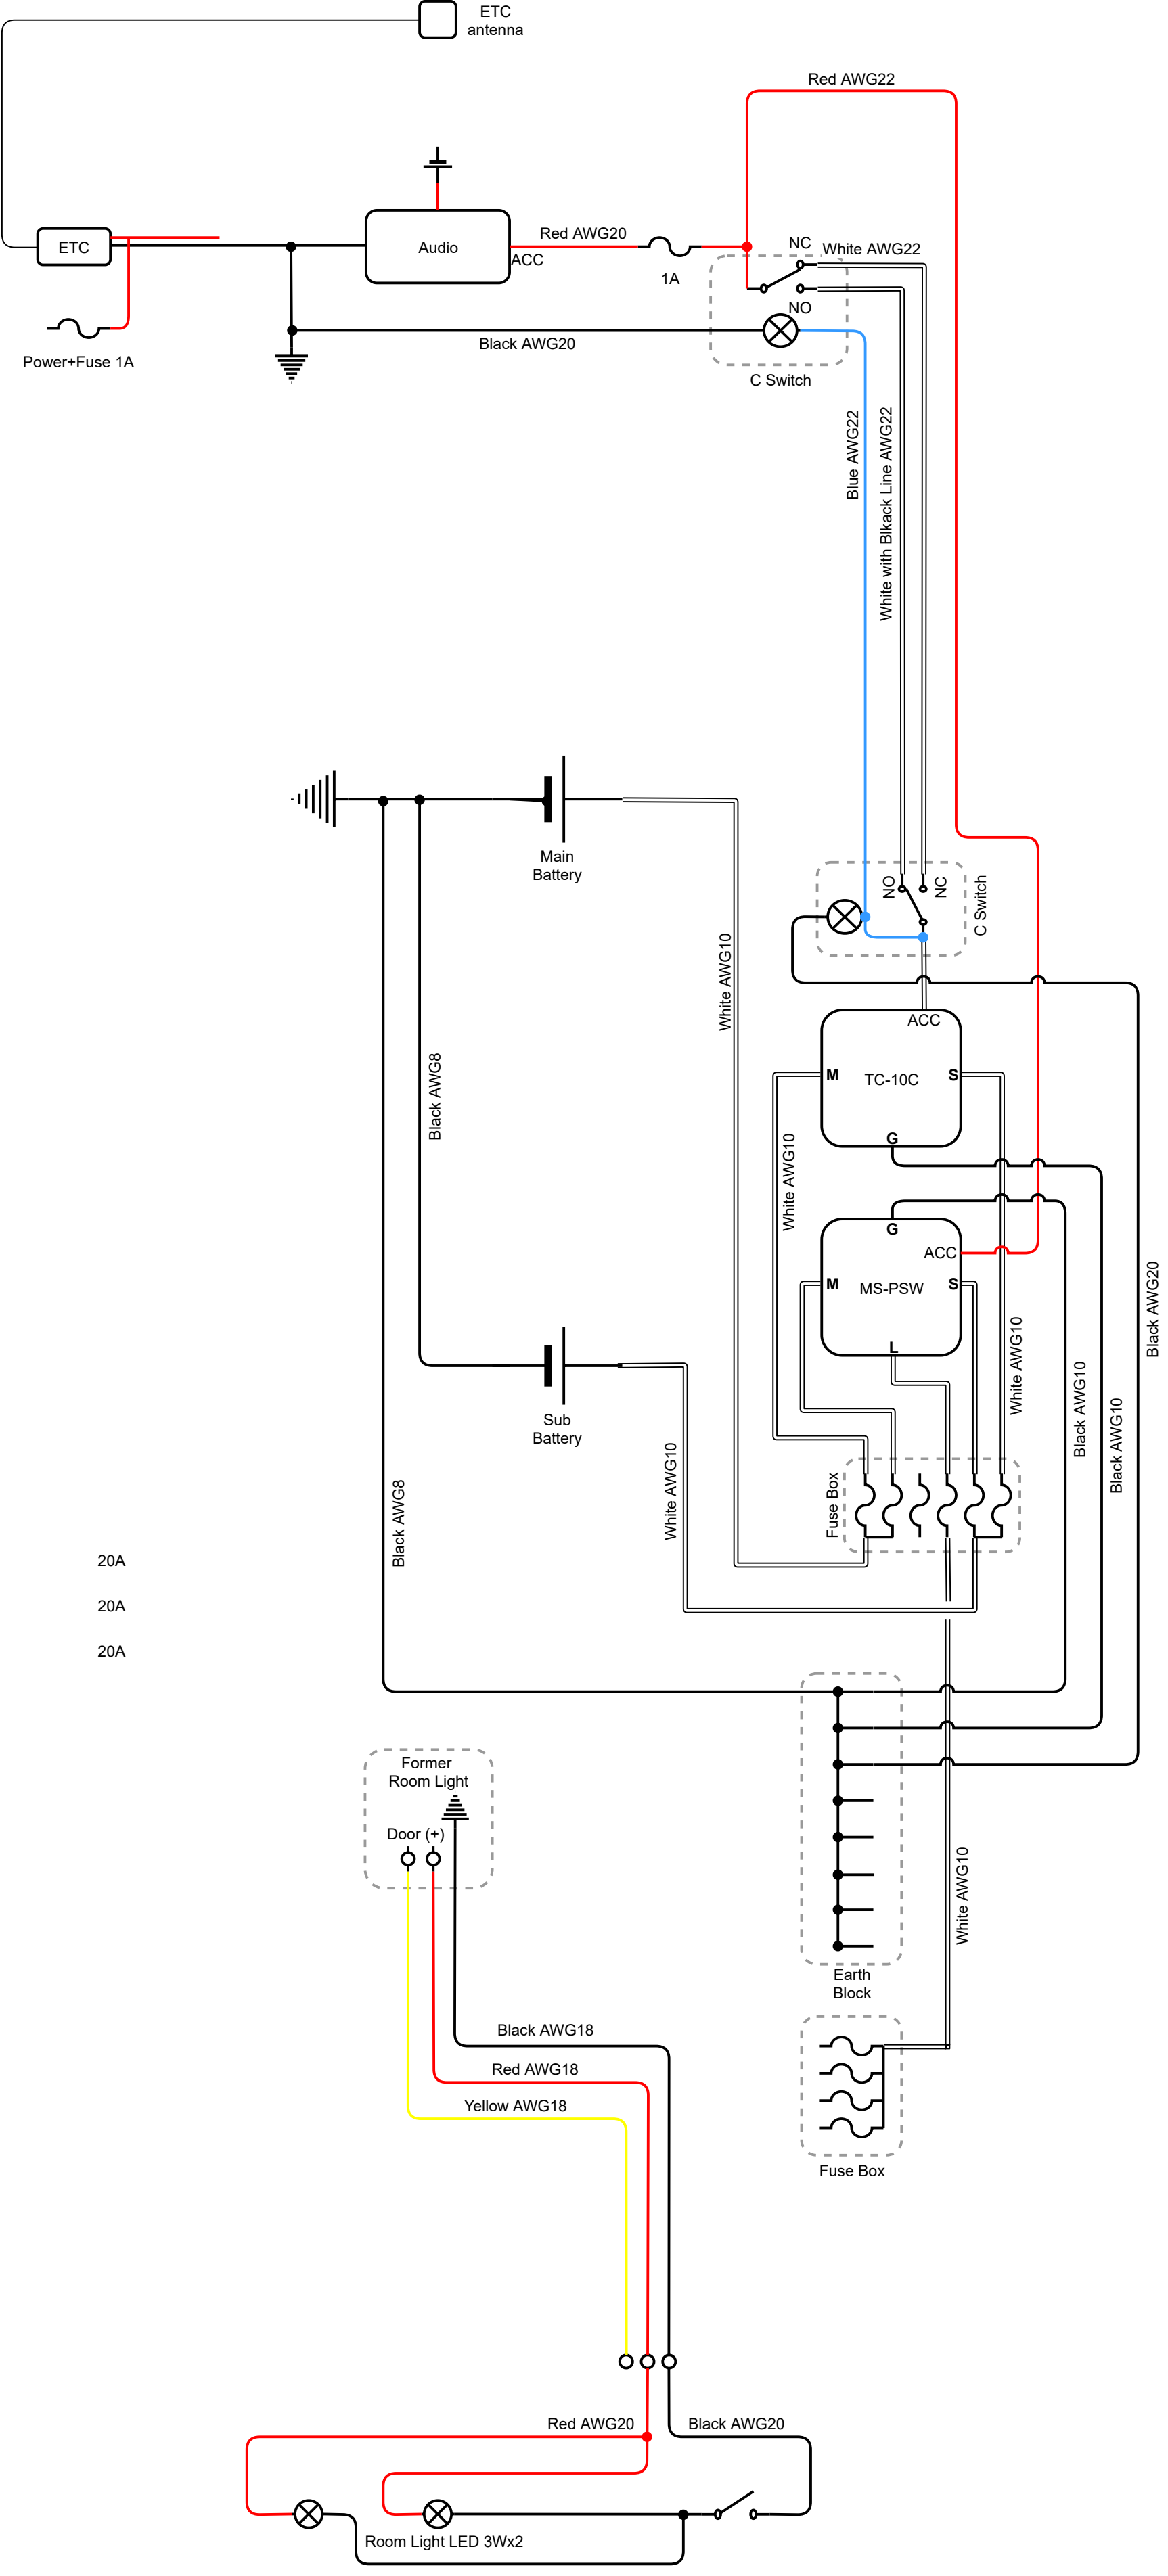 ETC
antenna
Red AWG22
Red AWG20
NC
White AWG22
ETC
Audio
ACC
1A
NO
Power+Fuse 1A
Black AWG20
C Switch
Blue AWG22
White with Blkack Line AWG22
Main
Battery
NO
NC
C Switch
White AWG10
ACC
Black AWG8
M
TC-10C
S
G
White AWG10
G
ACC
M
MS-PSW
S
Black AWG20
L
White AWG10
Black AWG10
Black AWG10
Sub
Battery
White AWG10
Fuse Box
Black AWG8
20A
20A
20A
Former
Room Light
Door (+)
White AWG10
Earth
Block
Black AWG18
Red AWG18
Yellow AWG18
Fuse Box
Red AWG20
Black AWG20
Room Light LED 3Wx2